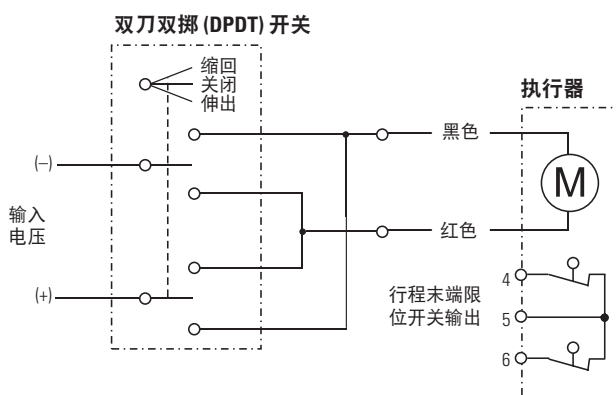 双刀双掷 (DPDT) 开关
缩回
关闭
伸出
执行器
黑色
(–)
M
输入
电压
红色
(+)
行程末端限
位开关输出
4
5
6